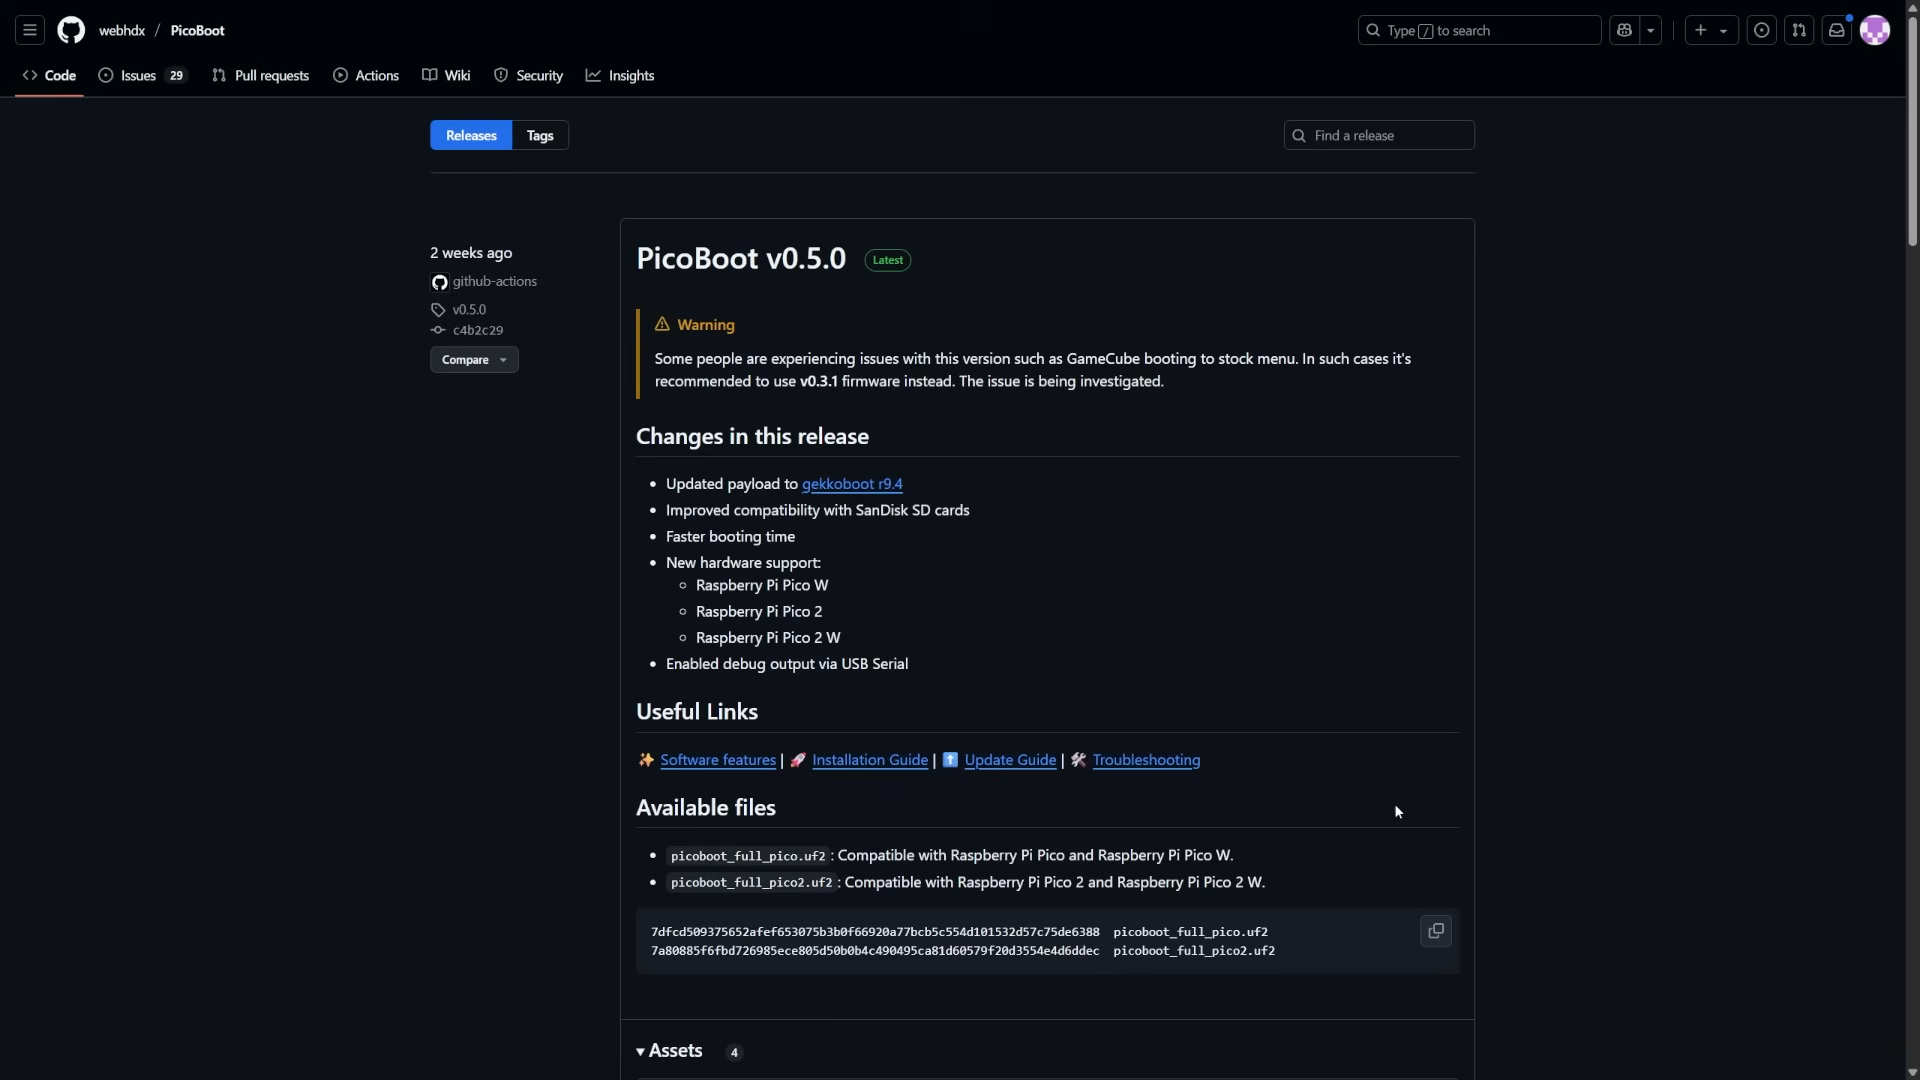 webhdx / PicoBoot
Type / to search
Code
Issues 29
Pull requests
Actions
Wiki
Security
Insights
Releases
Tags
Find a release
2 weeks ago
github-actions
v0.5.0
c4b2c29
Compare
PicoBoot v0.5.0 Latest
Warning
Some people are experiencing issues with this version such as GameCube booting to stock menu. In such cases it's
recommended to use v0.3.1 firmware instead. The issue is being investigated.
Changes in this release
Updated payload to gekkoboot r9.4
Improved compatibility with SanDisk SD cards
Faster booting time
New hardware support:
Raspberry Pi Pico W
Raspberry Pi Pico 2
Raspberry Pi Pico 2 W
Enabled debug output via USB Serial
Useful Links
✨ Software features | 🚀 Installation Guide | ⬆️ Update Guide | 🛠️ Troubleshooting
Available files
picoboot_full_pico.uf2 : Compatible with Raspberry Pi Pico and Raspberry Pi Pico W.
picoboot_full_pico2.uf2 : Compatible with Raspberry Pi Pico 2 and Raspberry Pi Pico 2 W.
7dfcd509375652afef653075b3b0f66920a77bcb5c554d101532d57c75de6388  picoboot_full_pico.uf2
7a80885f6fbd726985ece805d50b0b4c490495ca81d60579f20d3554e4d6ddec  picoboot_full_pico2.uf2
Assets 4